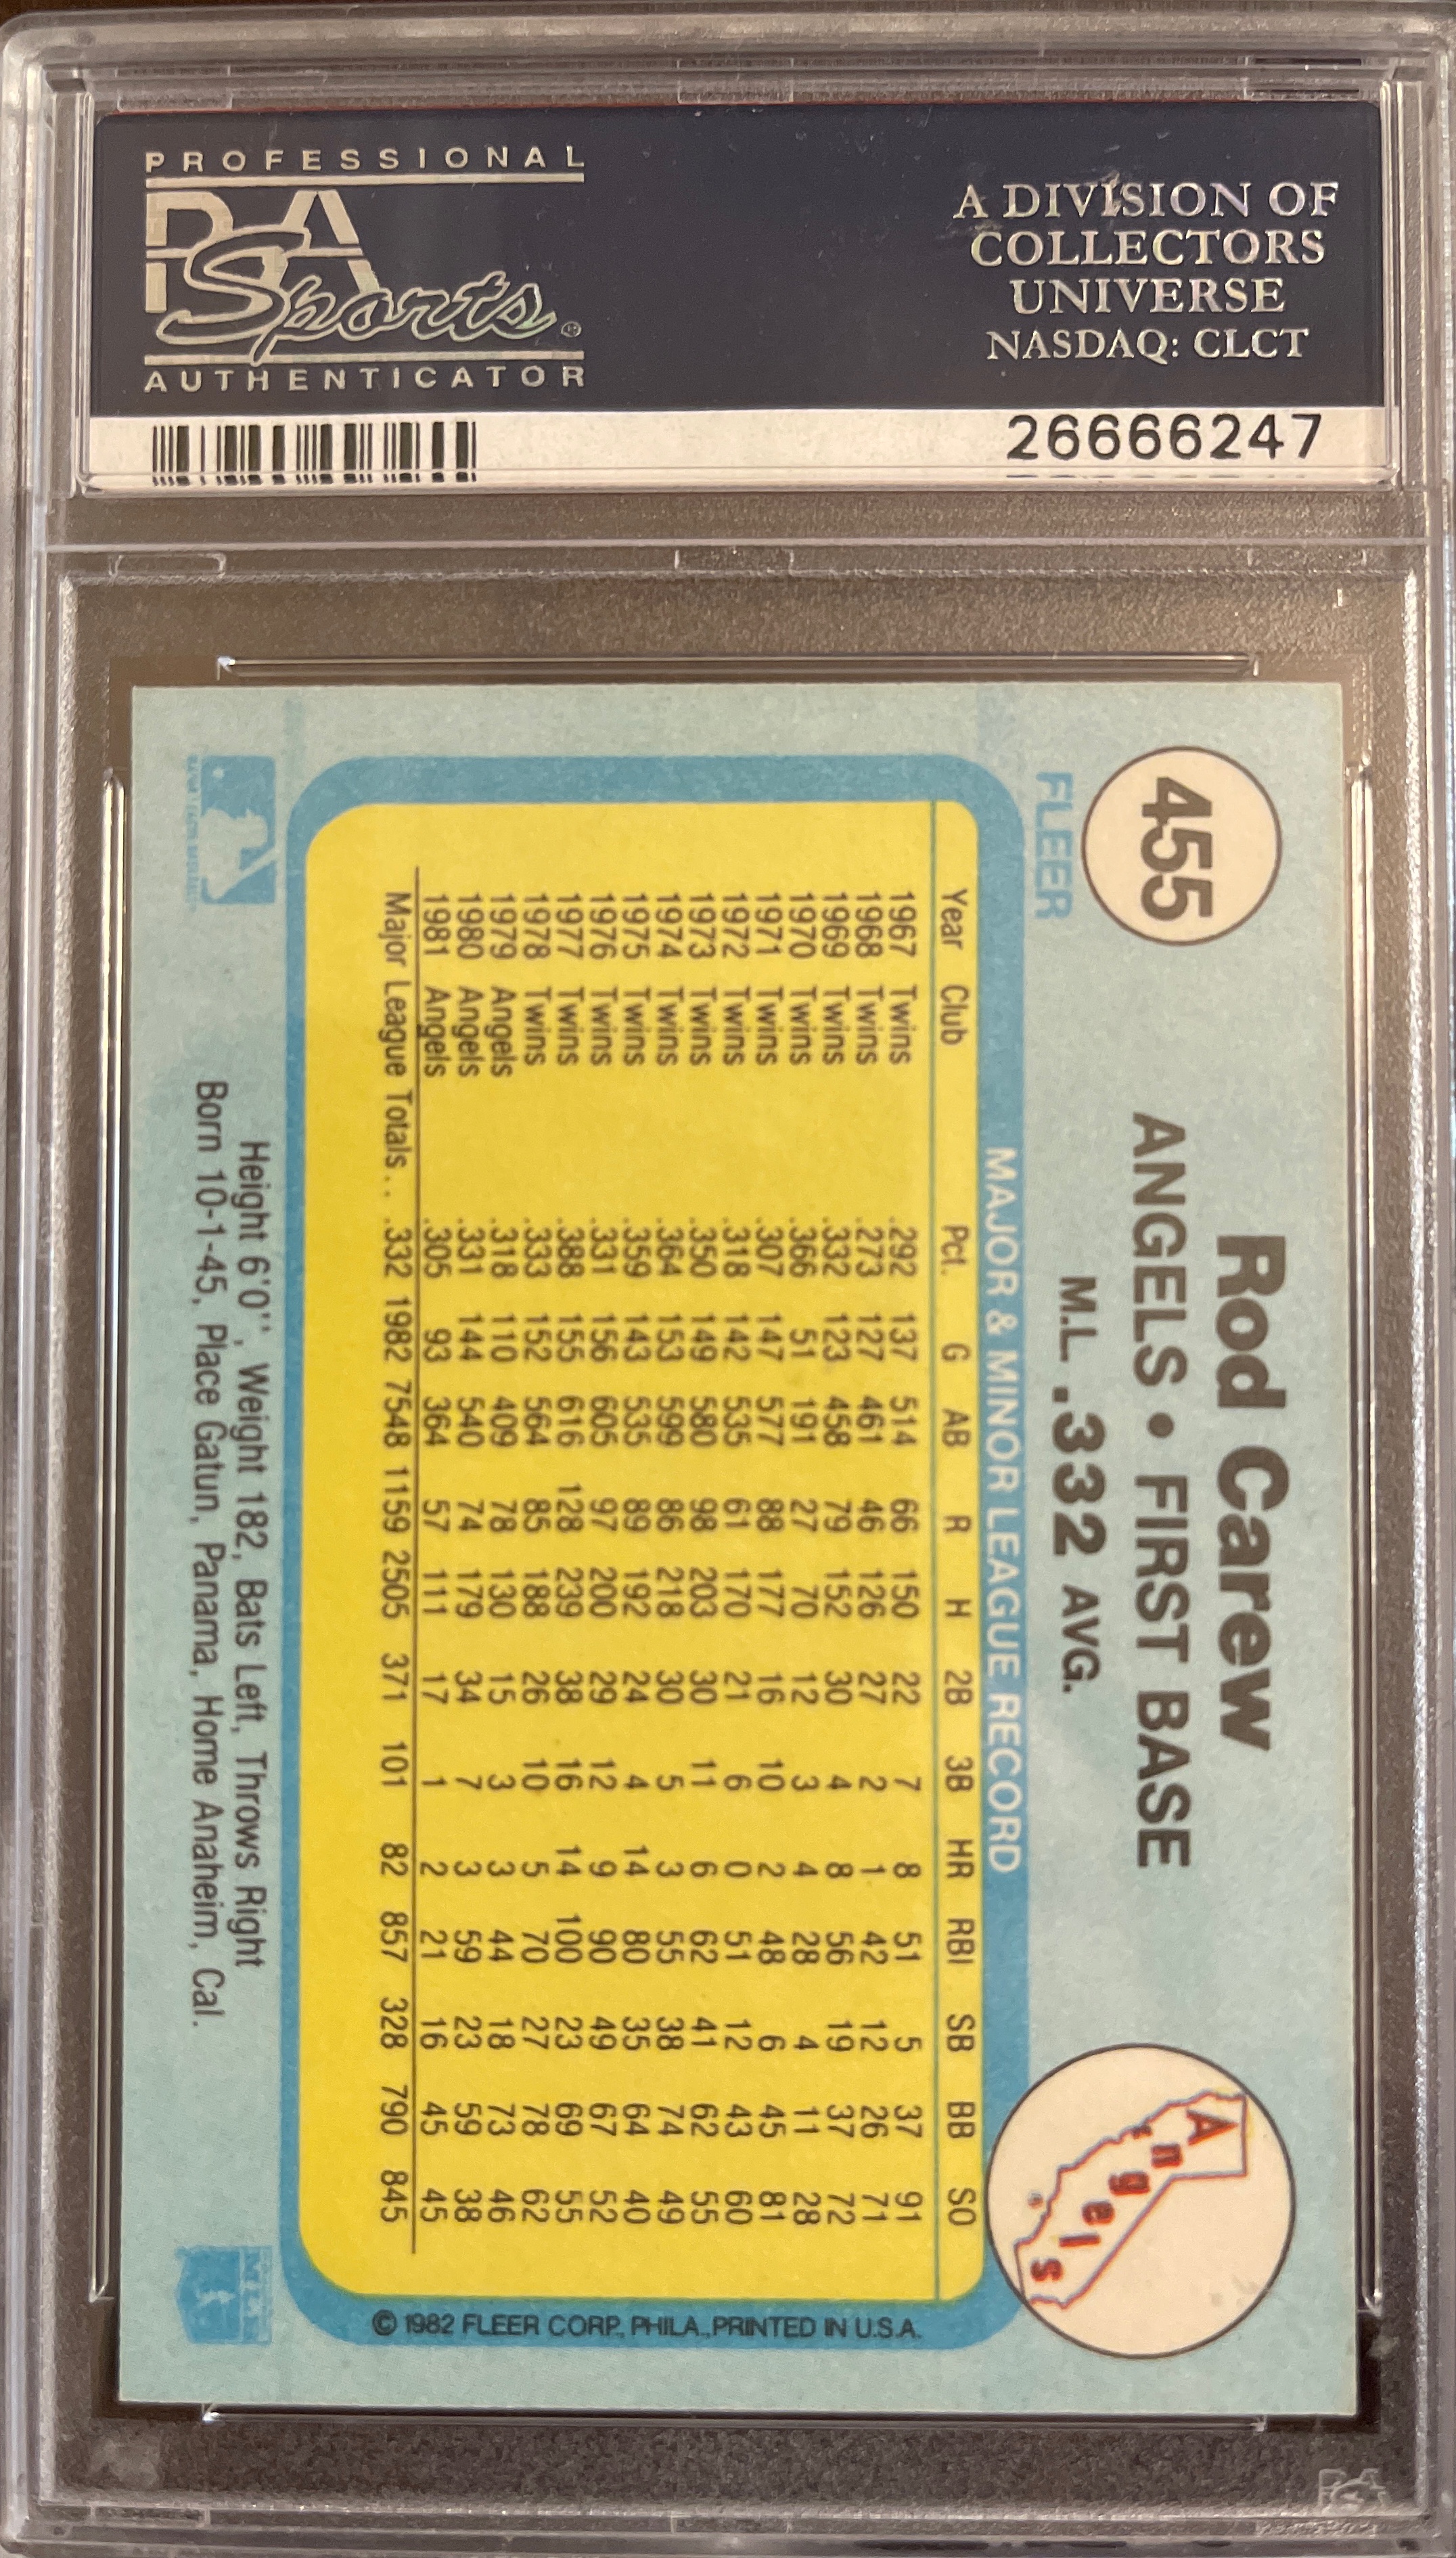 PROFESSIONAL
PSA
Sports®
AUTHENTICATOR
A DIVISION OF
COLLECTORS
UNIVERSE
NASDAQ: CLCT
26666247
455
FLEER
Rod Carew
ANGELS • FIRST BASE
M.L. .332 AVG.
Angels
MAJOR & MINOR LEAGUE RECORD
Year Club Pct. G AB R H 2B 3B HR RBI SB BB SO
1967 Twins .292 137 514 66 150 22 7 8 51 5 37 91
1968 Twins .273 127 461 46 126 27 2 1 42 12 26 71
1969 Twins .332 123 458 79 152 30 4 8 56 19 37 72
1970 Twins .366 51 191 27 70 12 3 4 28 4 11 28
1971 Twins .307 147 577 88 177 16 10 2 48 6 45 81
1972 Twins .318 142 535 61 170 21 6 0 51 12 43 60
1973 Twins .350 149 580 98 203 30 11 6 62 41 62 55
1974 Twins .364 153 599 86 218 30 5 3 55 38 74 49
1975 Twins .359 143 535 89 192 24 4 14 80 35 64 40
1976 Twins .331 156 605 97 200 29 12 9 90 49 67 52
1977 Twins .388 155 616 128 239 38 16 14 100 23 69 55
1978 Twins .333 152 564 85 188 26 10 5 70 27 78 62
1979 Angels .318 110 409 78 130 15 3 3 44 18 73 46
1980 Angels .331 144 540 74 179 34 7 3 59 23 59 38
1981 Angels .305 93 364 57 111 17 1 2 21 16 45 45
Major League Totals.. .332 1982 7548 1159 2505 371 101 82 857 328 790 845
© 1982 FLEER CORP., PHILA., PRINTED IN U.S.A.
Height 6'0", Weight 182, Bats Left, Throws Right
Born 10-1-45, Place Gatun, Panama, Home Anaheim, Cal.
PSA